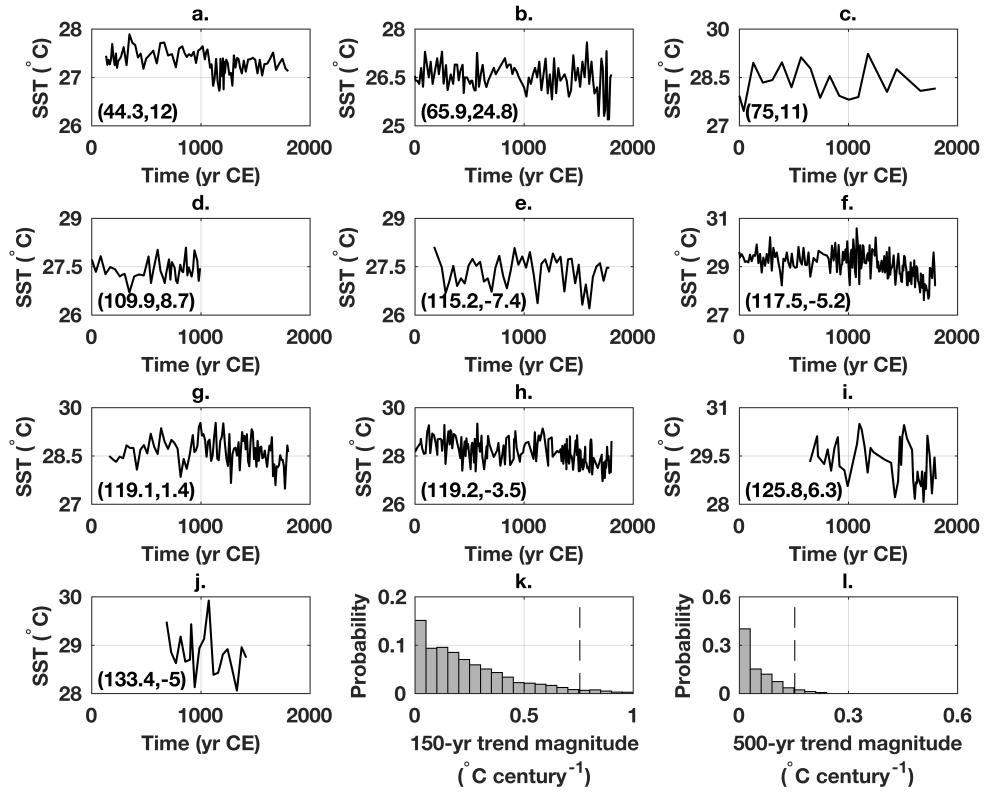 a.
28
27
26
SST (°C)
(44.3,12)
0 1000 2000
Time (yr CE)
b.
28
26.5
25
SST (°C)
(65.9,24.8)
0 1000 2000
Time (yr CE)
c.
30
28.5
27
SST (°C)
(75,11)
0 1000 2000
Time (yr CE)
d.
29
27.5
26
SST (°C)
(109.9,8.7)
0 1000 2000
Time (yr CE)
e.
29
27.5
26
SST (°C)
(115.2,-7.4)
0 1000 2000
Time (yr CE)
f.
31
29
27
SST (°C)
(117.5,-5.2)
0 1000 2000
Time (yr CE)
g.
30
28.5
27
SST (°C)
(119.1,1.4)
0 1000 2000
Time (yr CE)
h.
30
28
26
SST (°C)
(119.2,-3.5)
0 1000 2000
Time (yr CE)
i.
31
29.5
28
SST (°C)
(125.8,6.3)
0 1000 2000
Time (yr CE)
j.
30
29
28
SST (°C)
(133.4,-5)
0 1000 2000
Time (yr CE)
k.
0.2
0.1
0
Probability
0 0.5 1
150-yr trend magnitude
(°C century⁻¹)
l.
0.6
0.3
0
Probability
0 0.3 0.6
500-yr trend magnitude
(°C century⁻¹)